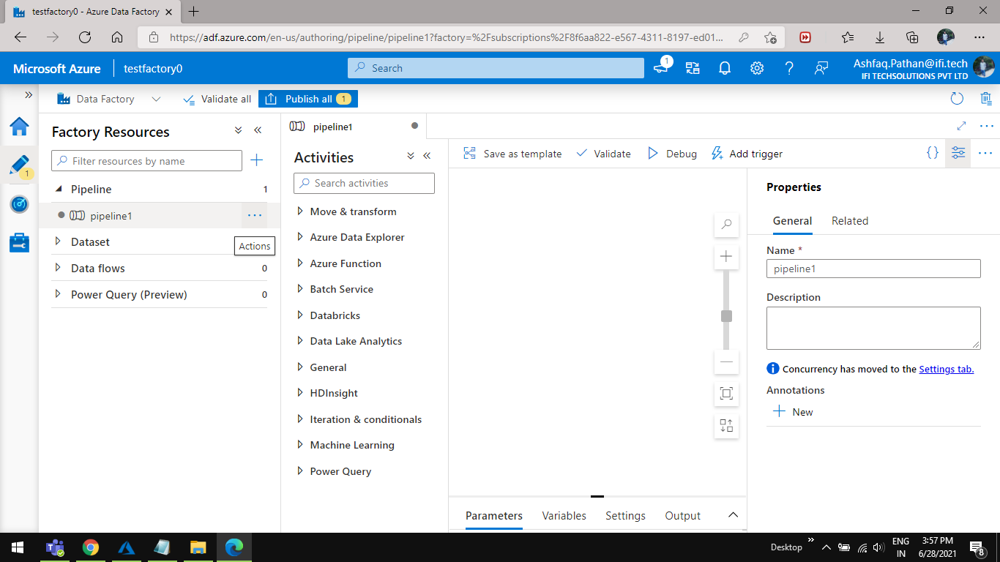 testfactory0 - Azure Data Factory
https://adf.azure.com/en-us/authoring/pipeline/pipeline1?factory=%2Fsubscriptions%2F8f6aa822-e567-4311-8197-ed01...
Microsoft Azure
testfactory0
Search
1
Ashfaq.Pathan@ifi.tech
IFI TECHSOLUTIONS PVT LTD
Data Factory
Validate all
Publish all 1
1
Factory Resources
Filter resources by name
Pipeline 1
pipeline1
Dataset
Actions
Data flows 0
Power Query (Preview) 0
pipeline1
Activities
Search activities
Move & transform
Azure Data Explorer
Azure Function
Batch Service
Databricks
Data Lake Analytics
General
HDInsight
Iteration & conditionals
Machine Learning
Power Query
Save as template
Validate
Debug
Add trigger
{}
Parameters
Variables
Settings
Output
Properties
General
Related
Name *
pipeline1
Description
Concurrency has moved to the Settings tab.
Annotations
New
Desktop
ENG
IN
3:57 PM
6/28/2021
8